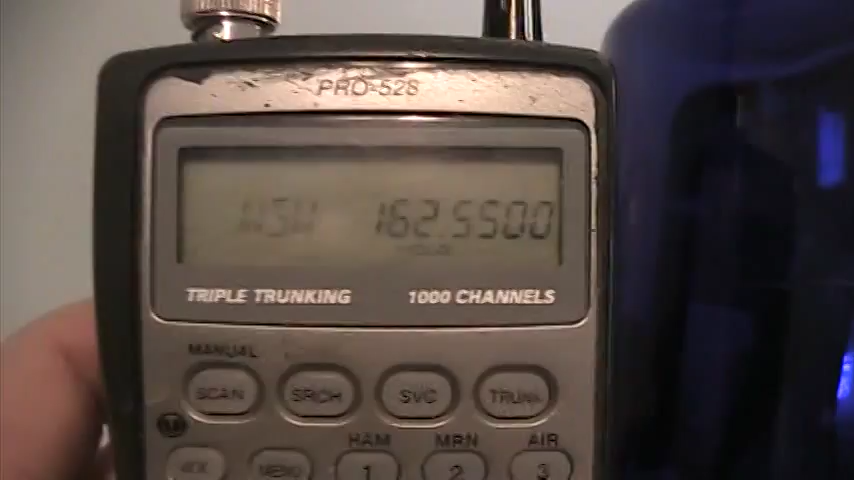 PRO-528
162.5500
TRIPLE TRUNKING 1000 CHANNELS
MANUAL
SCAN SRCH SVC TRUNK
HAM MRN AIR
1 2 3